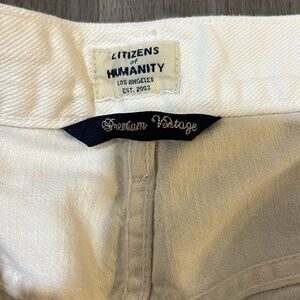 CITIZENS
of
HUMANITY
LOS ANGELES
EST. 2003
Premium Vintage